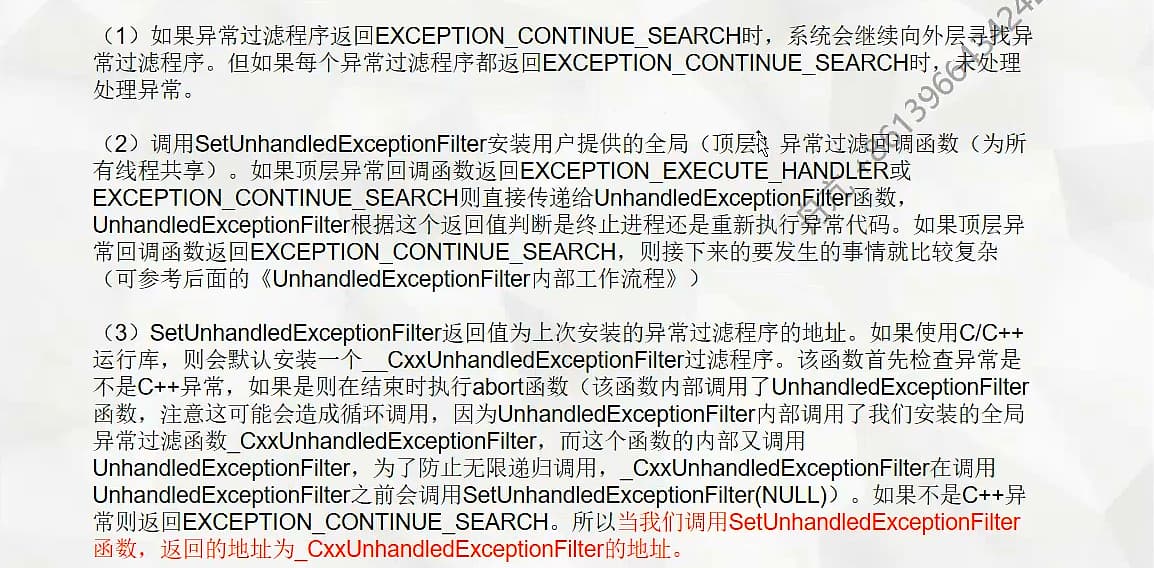 （1）如果异常过滤程序返回EXCEPTION_CONTINUE_SEARCH时，系统会继续向外层寻找异
常过滤程序。但如果每个异常过滤程序都返回EXCEPTION_CONTINUE_SEARCH时，未处理
处理异常。
（2）调用SetUnhandledExceptionFilter安装用户提供的全局（顶层）异常过滤回调函数（为所
有线程共享）。如果顶层异常回调函数返回EXCEPTION_EXECUTE_HANDLER或
EXCEPTION_CONTINUE_SEARCH则直接传递给UnhandledExceptionFilter函数，
UnhandledExceptionFilter根据这个返回值判断是终止进程还是重新执行异常代码。如果顶层异
常回调函数返回EXCEPTION_CONTINUE_SEARCH，则接下来的要发生的事情就比较复杂
（可参考后面的《UnhandledExceptionFilter内部工作流程》）
（3）SetUnhandledExceptionFilter返回值为上次安装的异常过滤程序的地址。如果使用C/C++
运行库，则会默认安装一个__CxxUnhandledExceptionFilter过滤程序。该函数首先检查异常是
不是C++异常，如果是则在结束时执行abort函数（该函数内部调用了UnhandledExceptionFilter
函数，注意这可能会造成循环调用，因为UnhandledExceptionFilter内部调用了我们安装的全局
异常过滤函数_CxxUnhandledExceptionFilter，而这个函数的内部又调用
UnhandledExceptionFilter，为了防止无限递归调用，_CxxUnhandledExceptionFilter在调用
UnhandledExceptionFilter之前会调用SetUnhandledExceptionFilter(NULL)）。如果不是C++异
常则返回EXCEPTION_CONTINUE_SEARCH。所以当我们调用SetUnhandledExceptionFilter
函数，返回的地址为_CxxUnhandledExceptionFilter的地址。